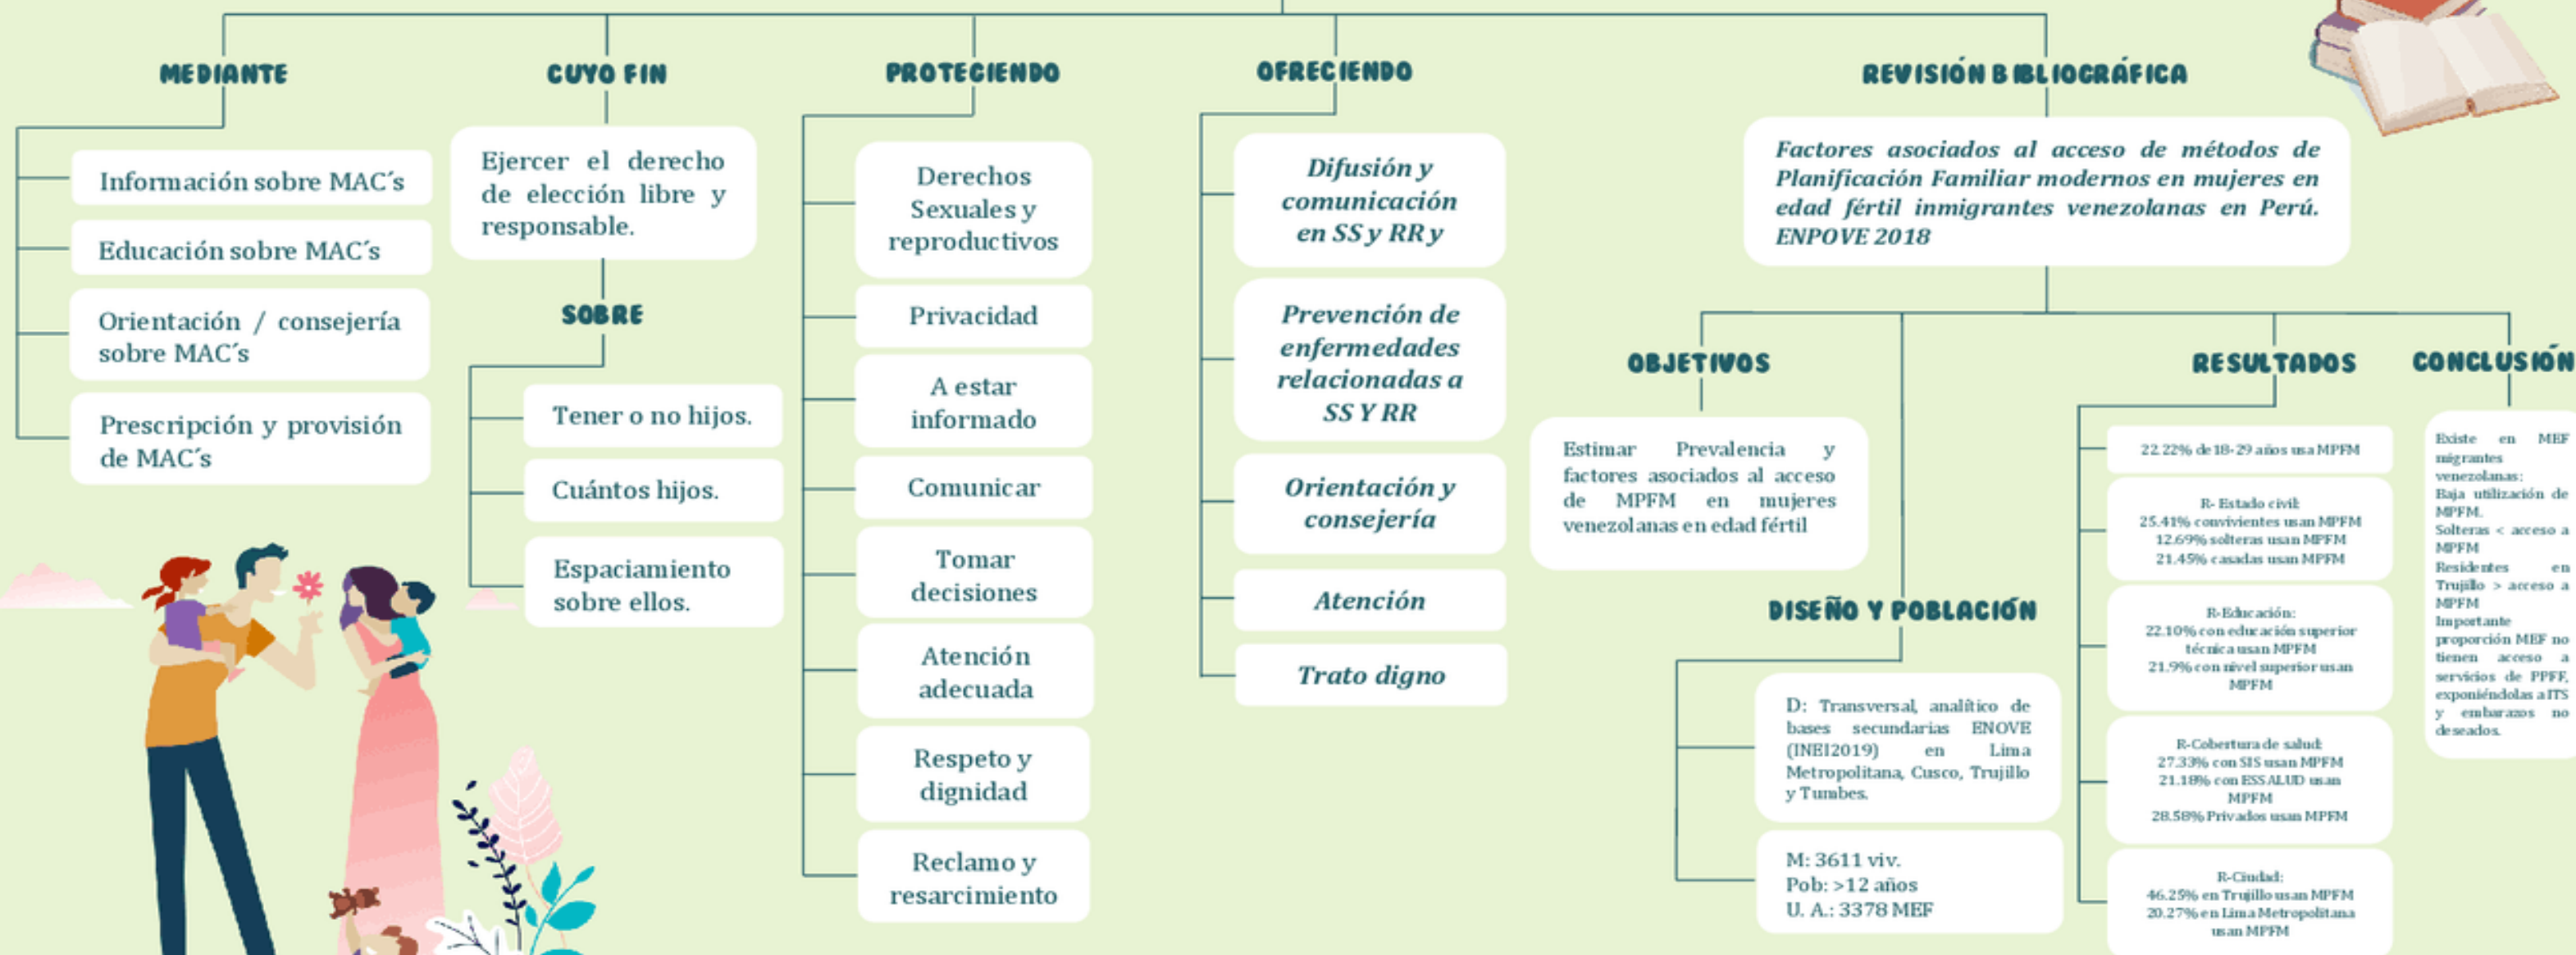 MEDIANTE
Información sobre MAC´s
Educación sobre MAC´s
Orientación / consejería
sobre MAC´s
Prescripción y provisión
de MAC´s
CUYO FIN
Ejercer el derecho
de elección libre y
responsable.
SOBRE
Tener o no hijos.
Cuántos hijos.
Espaciamiento
sobre ellos.
PROTEGIENDO
Derechos
Sexuales y
reproductivos
Privacidad
A estar
informado
Comunicar
Tomar
decisiones
Atención
adecuada
Respeto y
dignidad
Reclamo y
resarcimiento
OFRECIENDO
Difusión y
comunicación
en SS y RR y
Prevención de
enfermedades
relacionadas a
SS Y RR
Orientación y
consejería
Atención
Trato digno
REVISIÓN BIBLIOGRÁFICA
Factores asociados al acceso de métodos de
Planificación Familiar modernos en mujeres en
edad fértil inmigrantes venezolanas en Perú.
ENPOVE 2018
OBJETIVOS
Estimar Prevalencia y
factores asociados al acceso
de MPFM en mujeres
venezolanas en edad fértil
DISEÑO Y POBLACIÓN
D: Transversal, analítico de
bases secundarias ENOVE
(INEI2019) en Lima
Metropolitana, Cusco, Trujillo
y Tumbes.
M: 3611 viv.
Pob: >12 años
U. A.: 3378 MEF
RESULTADOS
22.22% de 18-29 años usa MPFM
R- Estado civil:
25.41% convivientes usan MPFM
12.69% solteras usan MPFM
21.45% casadas usan MPFM
R-Educación:
22.10% con educación superior
técnica usan MPFM
21.9% con nivel superior usan
MPFM
R-Cobertura de salud:
27.33% con SIS usan MPFM
21.18% con ESSALUD usan
MPFM
28.58% Privados usan MPFM
R-Ciudad:
46.25% en Trujillo usan MPFM
20.27% en Lima Metropolitana
usan MPFM
CONCLUSIÓN
Existe en MEF
migrantes
venezolanas:
Baja utilización de
MPFM.
Solteras < acceso a
MPFM
Residentes en
Trujillo > acceso a
MPFM
Importante
proporción MEF no
tienen acceso a
servicios de PPFF,
exponiéndolas a ITS
y embarazos no
deseados.